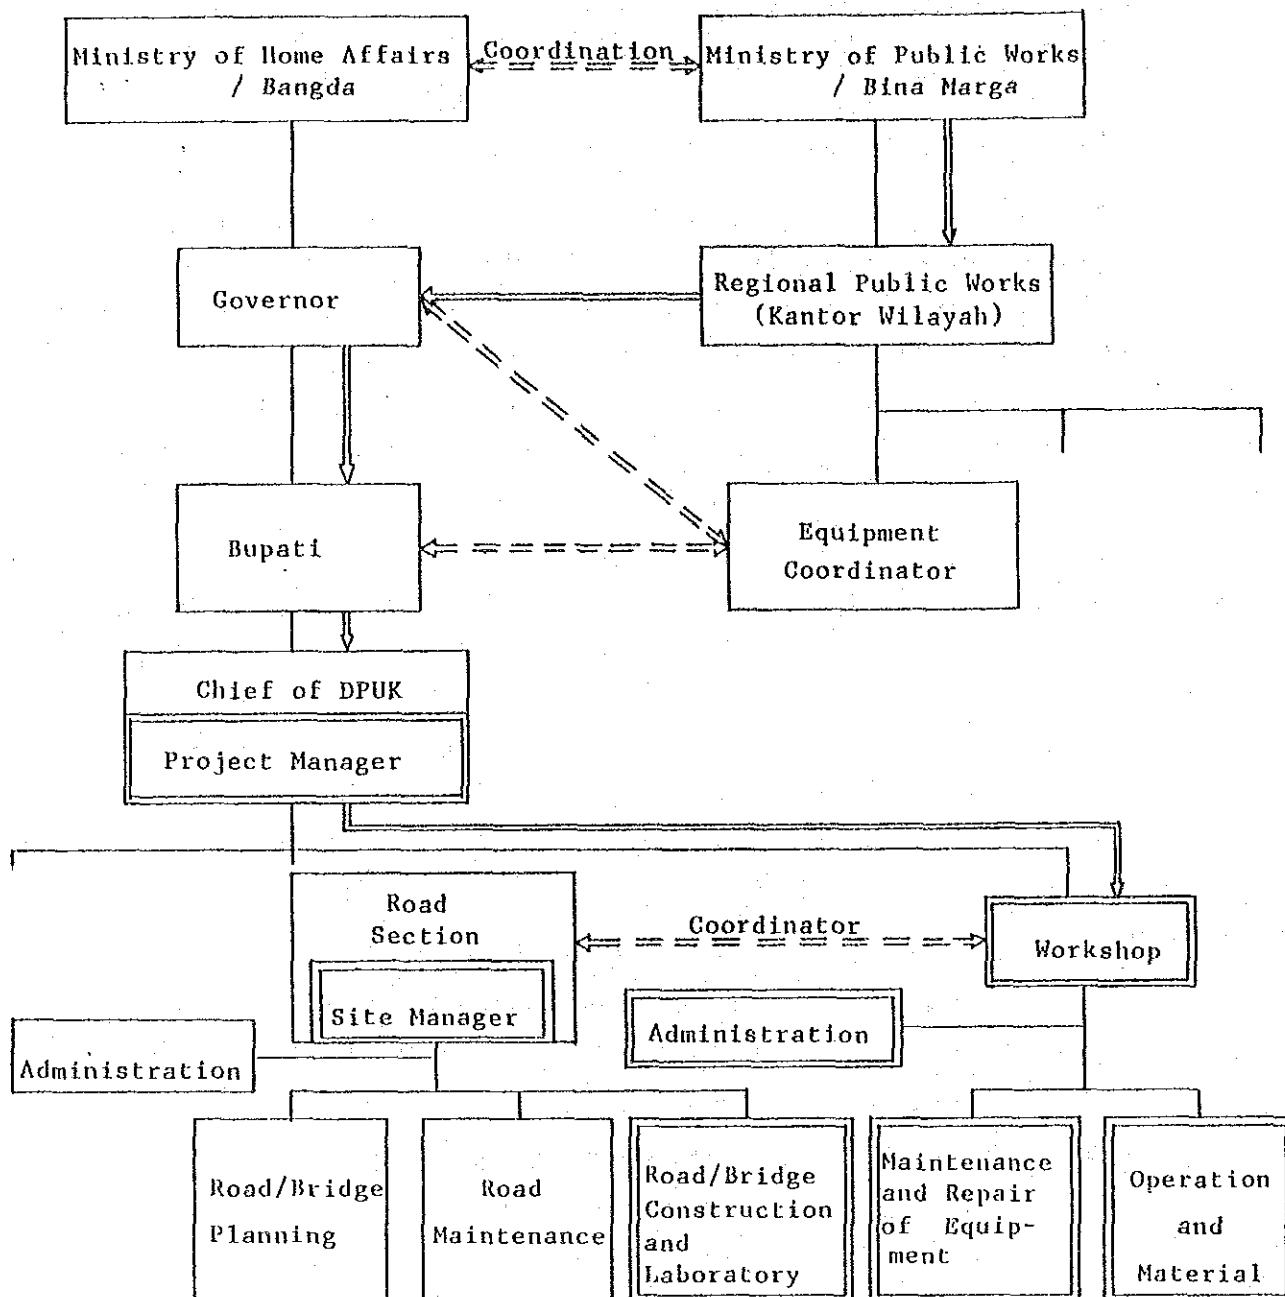 Ministry of Home Affairs
/ Bangda
Coordination
Ministry of Public Works
/ Bina Marga
Governor
Regional Public Works
(Kantor Wilayah)
Bupati
Equipment
Coordinator
Chief of DPUK
Project Manager
Road
Section
Site Manager
Coordinator
Workshop
Administration
Administration
Road/Bridge
Planning
Road
Maintenance
Road/Bridge
Construction
and
Laboratory
Maintenance
and Repair
of Equip-
ment
Operation
and
Material